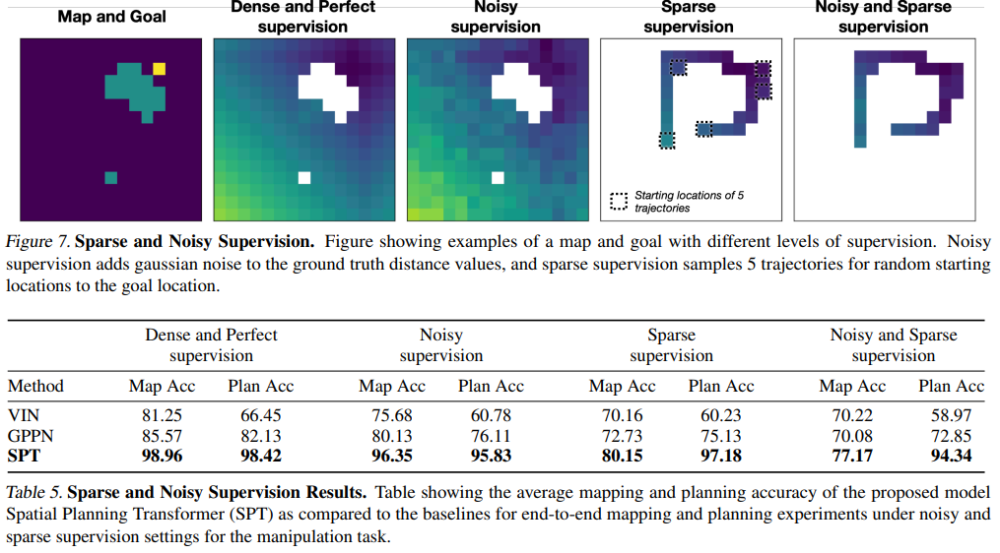 Map and Goal
Dense and Perfect
supervision
Noisy
supervision
Sparse
supervision
Noisy and Sparse
supervision
Starting locations of 5
trajectories
Figure 7. Sparse and Noisy Supervision. Figure showing examples of a map and goal with different levels of supervision. Noisy
supervision adds gaussian noise to the ground truth distance values, and sparse supervision samples 5 trajectories for random starting
locations to the goal location.
Dense and Perfect
supervision
Noisy
supervision
Sparse
supervision
Noisy and Sparse
supervision
Method Map Acc Plan Acc Map Acc Plan Acc Map Acc Plan Acc Map Acc Plan Acc
VIN 81.25 66.45 75.68 60.78 70.16 60.23 70.22 58.97
GPPN 85.57 82.13 80.13 76.11 72.73 75.13 70.08 72.85
SPT 98.96 98.42 96.35 95.83 80.15 97.18 77.17 94.34
Table 5. Sparse and Noisy Supervision Results. Table showing the average mapping and planning accuracy of the proposed model
Spatial Planning Transformer (SPT) as compared to the baselines for end-to-end mapping and planning experiments under noisy and
sparse supervision settings for the manipulation task.